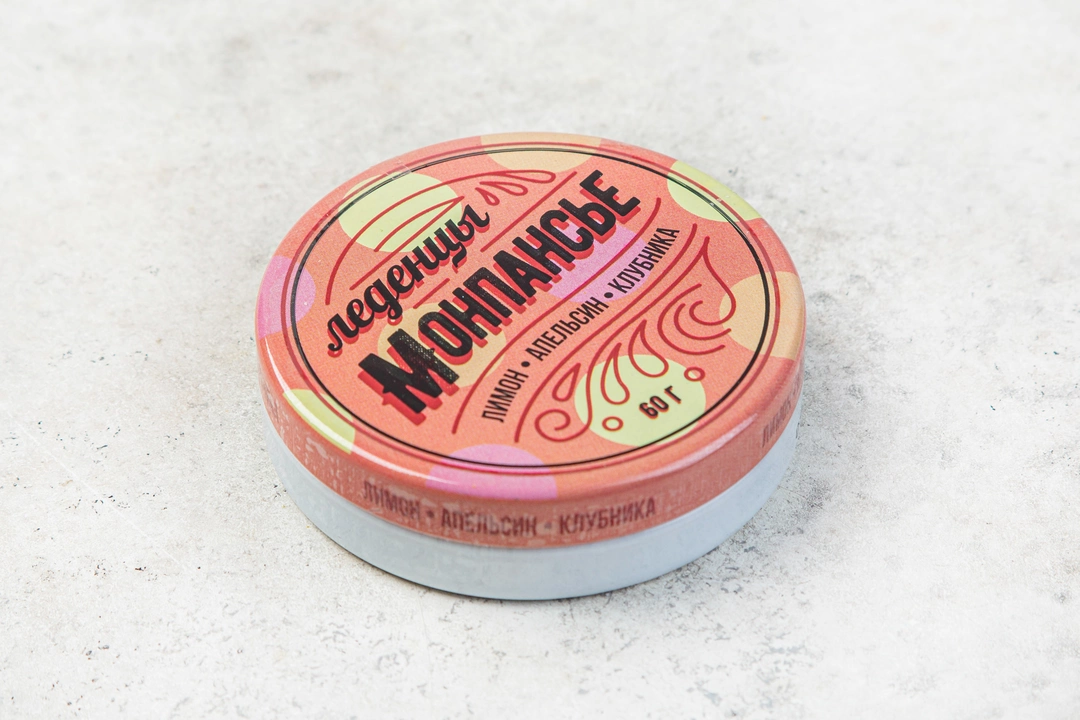 леденцы
МОНПАНСЬЕ
ЛИМОН • АПЕЛЬСИН • КЛУБНИКА
60 Г
ЛИМОН • АПЕЛЬСИН • КЛУБНИКА